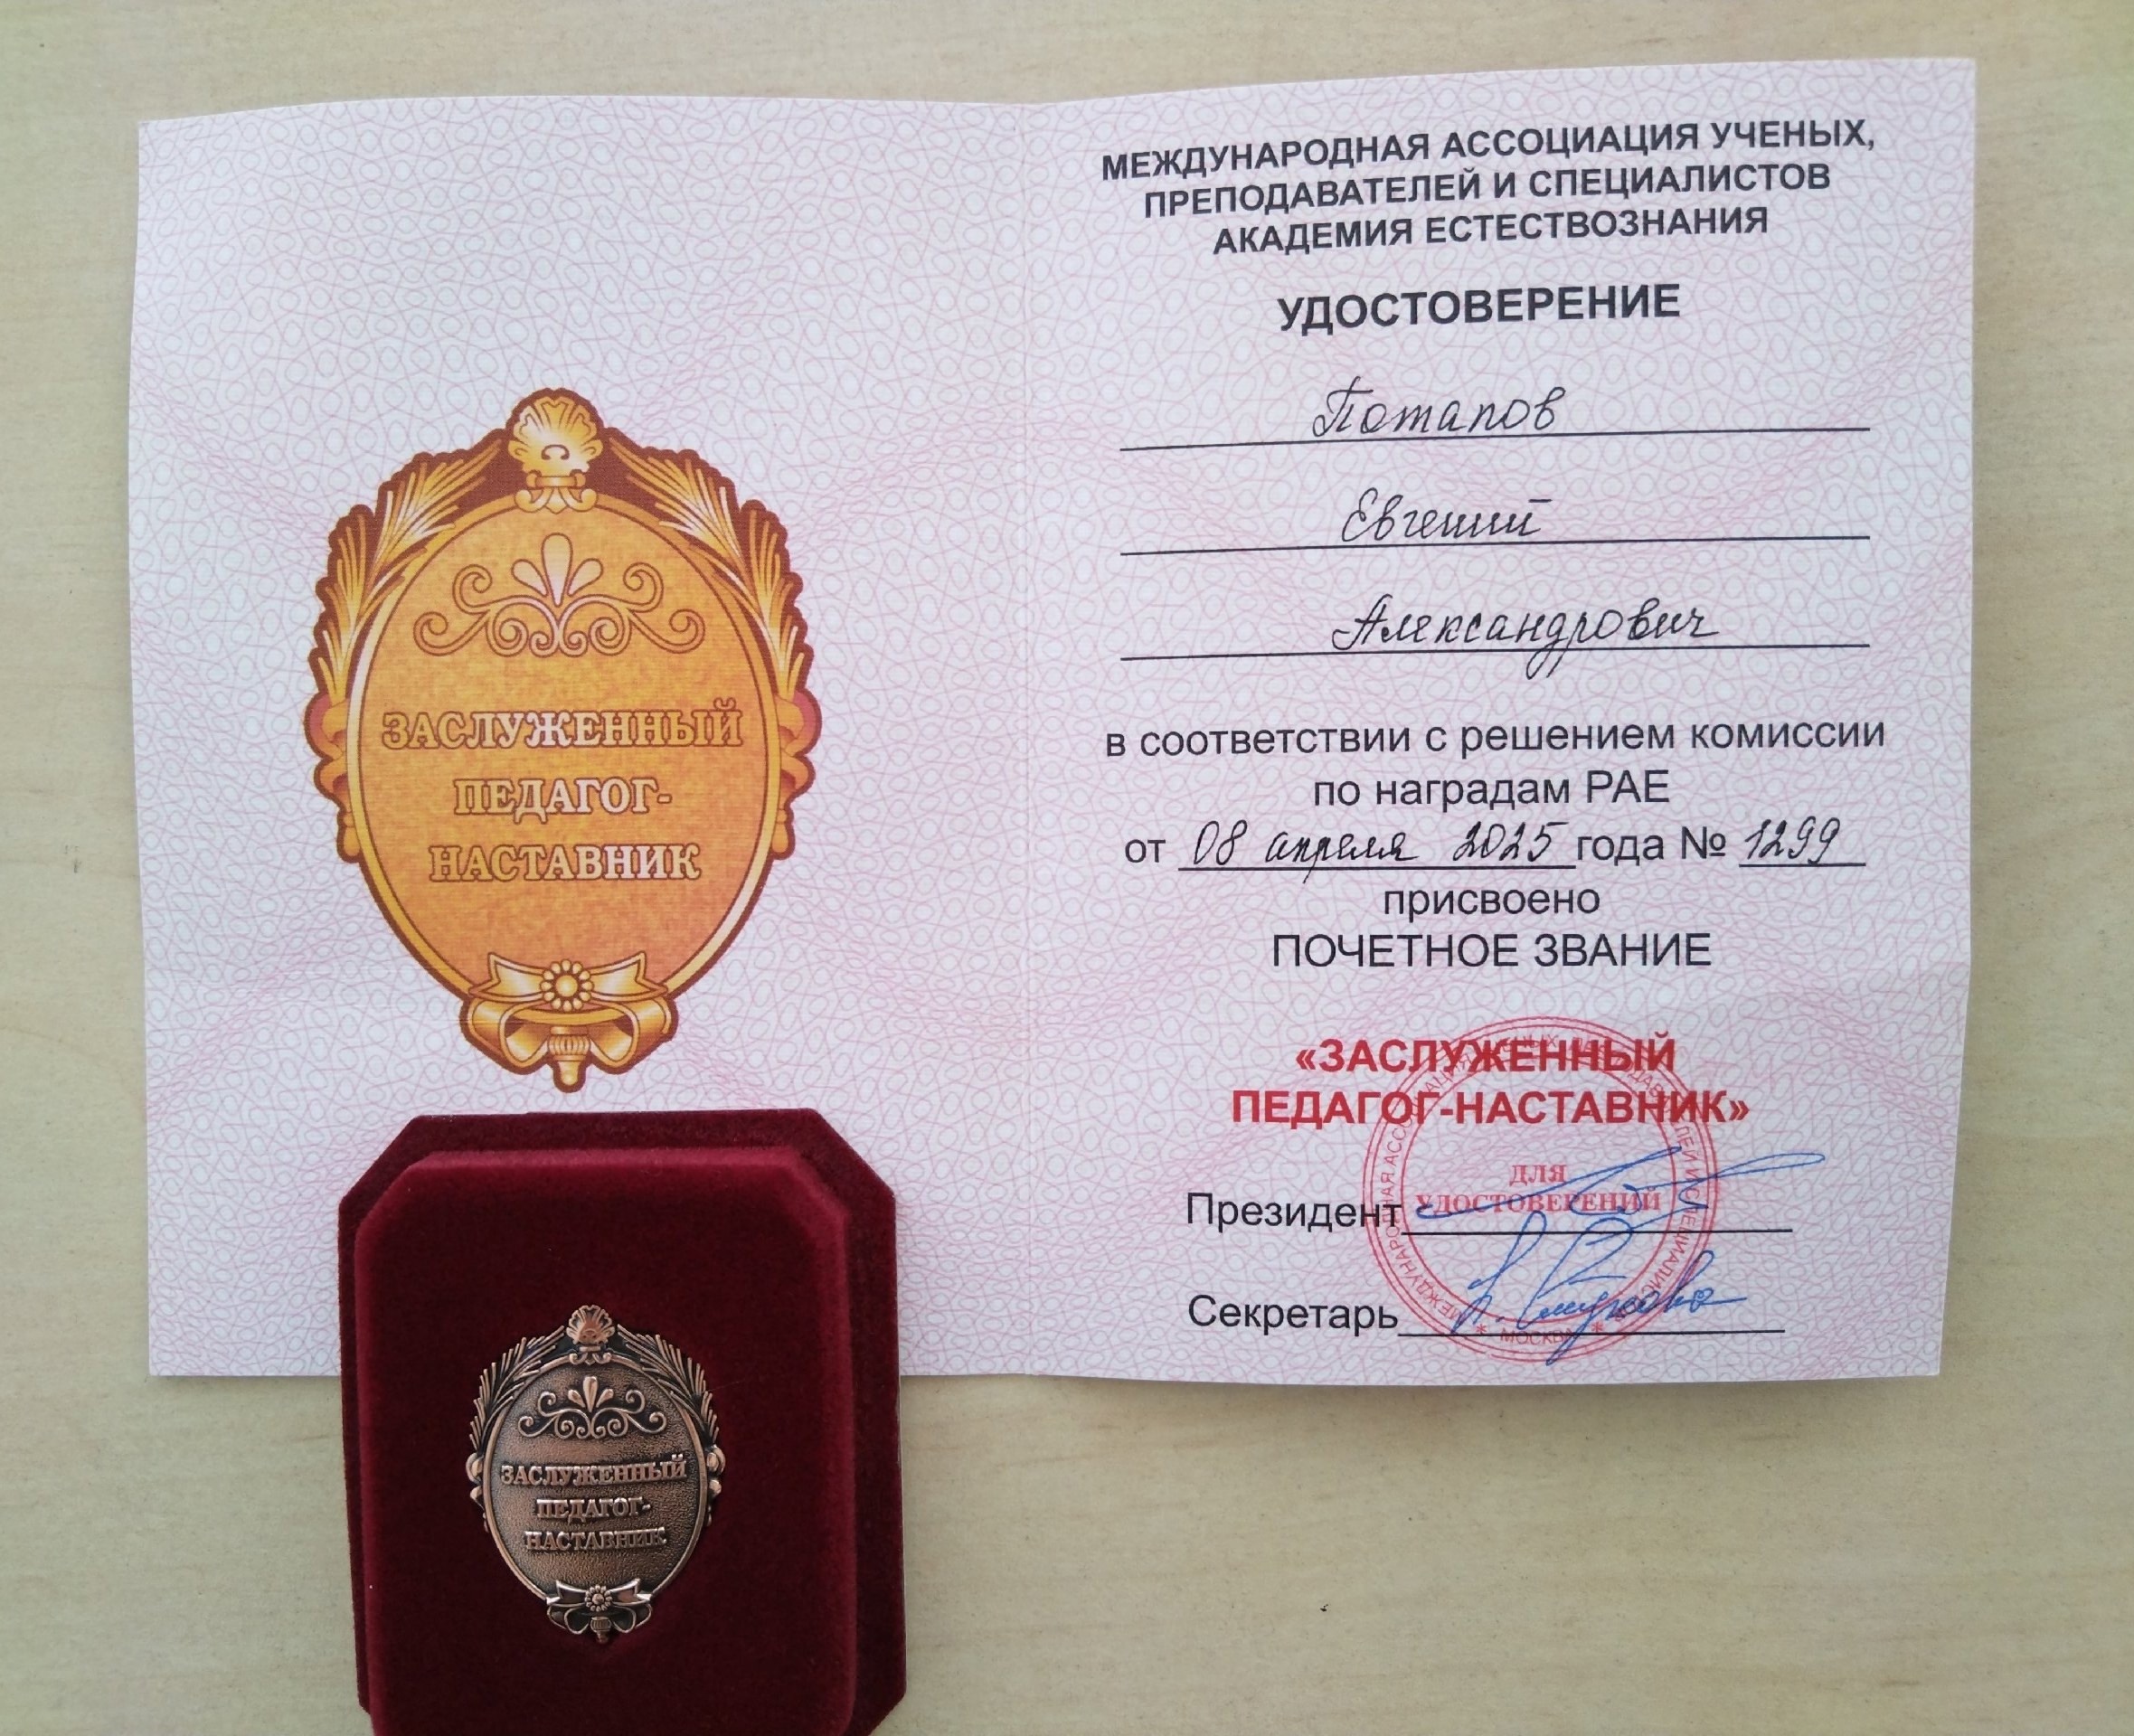 МЕЖДУНАРОДНАЯ АССОЦИАЦИЯ УЧЕНЫХ,
ПРЕПОДАВАТЕЛЕЙ И СПЕЦИАЛИСТОВ
АКАДЕМИЯ ЕСТЕСТВОЗНАНИЯ
УДОСТОВЕРЕНИЕ
Потапов
Евгений
Александрович
в соответствии с решением комиссии
по наградам РАЕ
от 08 апреля 2025 года № 1299
присвоено
ПОЧЕТНОЕ ЗВАНИЕ
«ЗАСЛУЖЕННЫЙ
ПЕДАГОГ-НАСТАВНИК»
Президент
Секретарь
ДЛЯ
УДОСТОВЕРЕНИЙ
МОСКВА
ЗАСЛУЖЕННЫЙ
ПЕДАГОГ-
НАСТАВНИК
ЗАСЛУЖЕННЫЙ
ПЕДАГОГ-
НАСТАВНИК